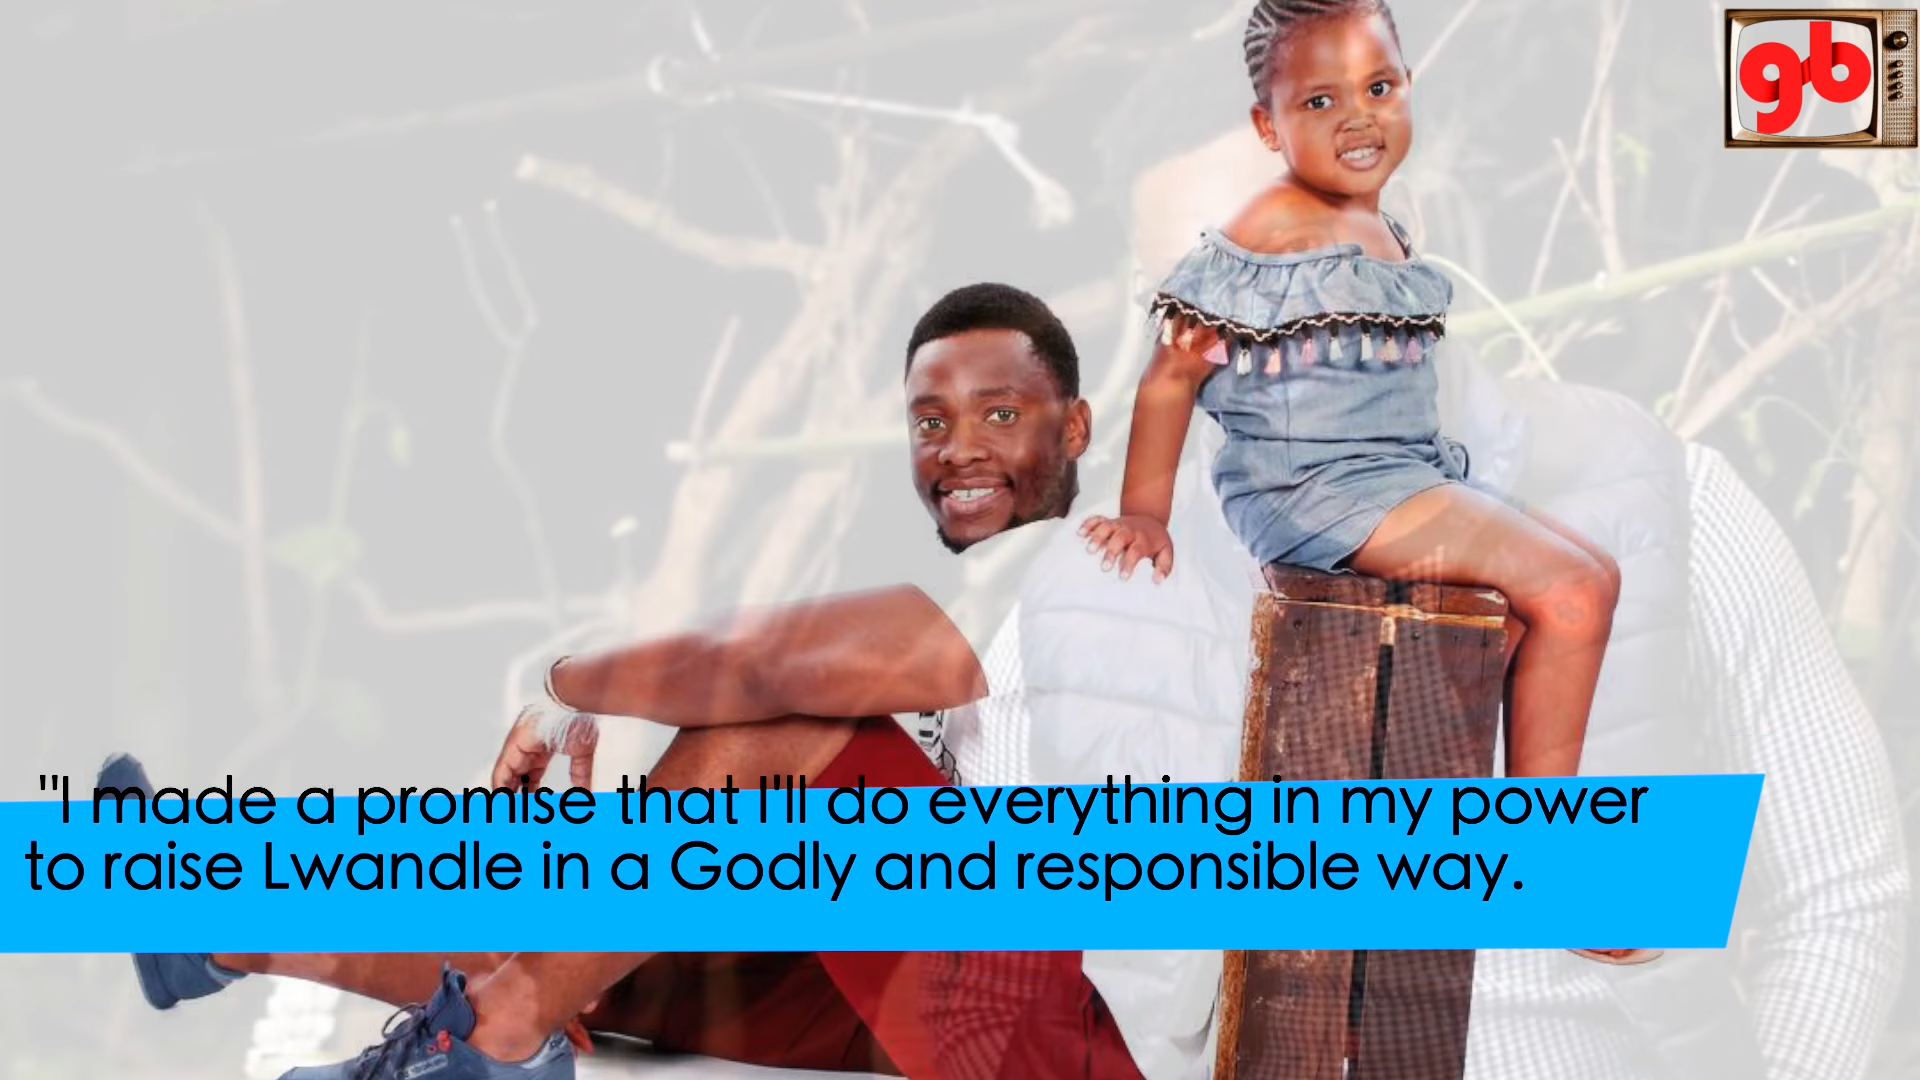 gb
"I made a promise that I'll do everything in my power
to raise Lwandle in a Godly and responsible way.